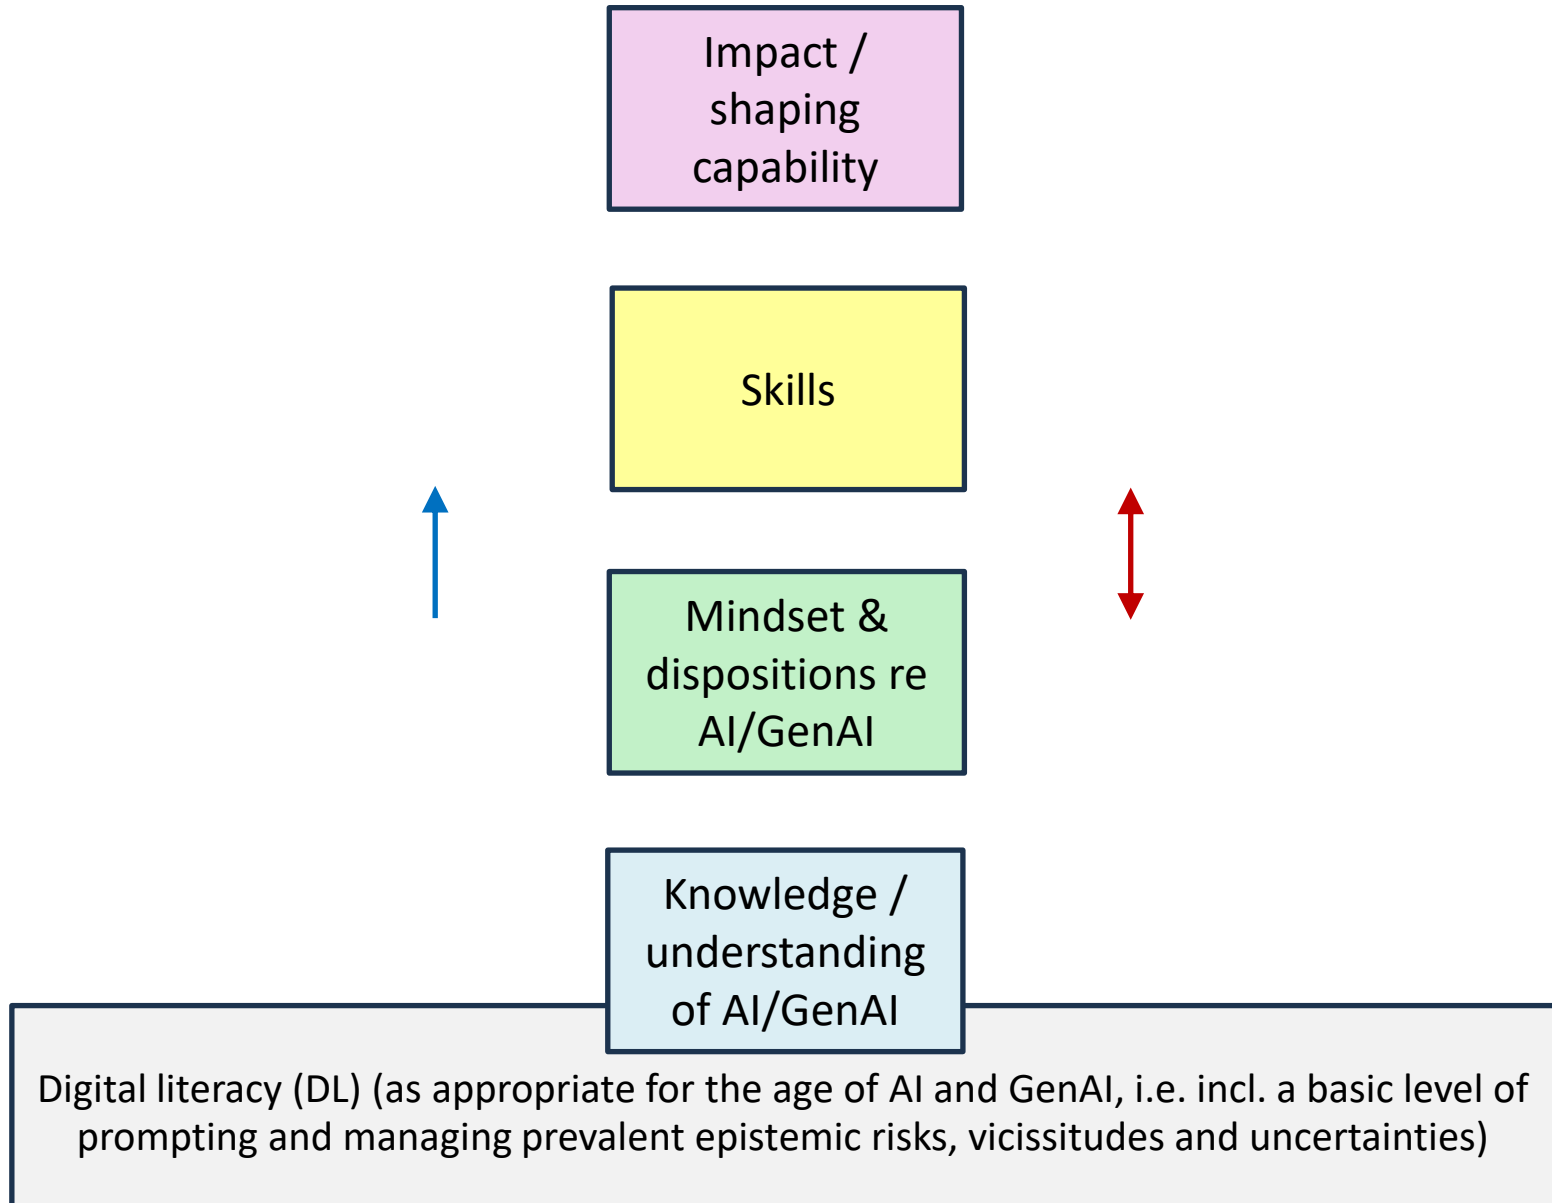 Impact /
shaping
capability
Skills
Mindset &
dispositions re
AI/GenAI
Knowledge /
understanding
of AI/GenAI
Digital literacy (DL) (as appropriate for the age of AI and GenAI, i.e. incl. a basic level of
prompting and managing prevalent epistemic risks, vicissitudes and uncertainties)